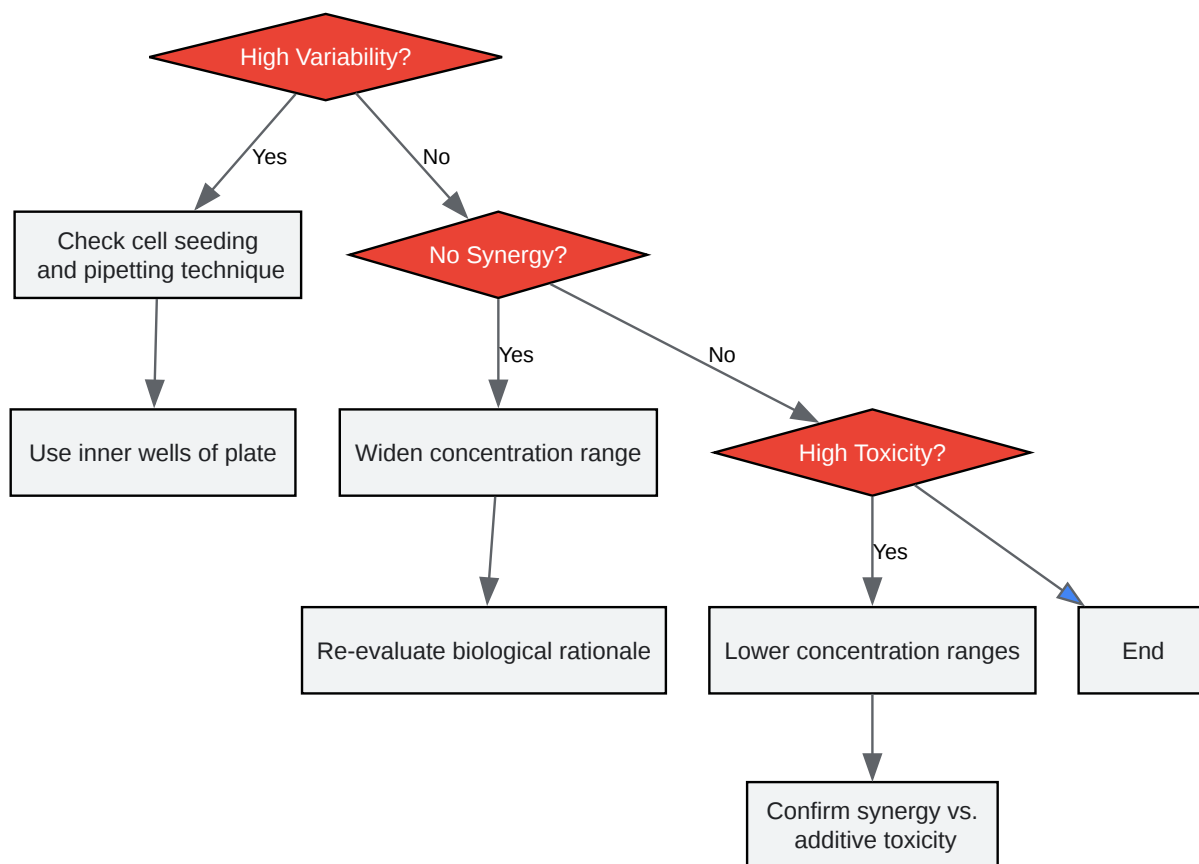 High Variability?
Yes
No
Check cell seeding
and pipetting technique
No Synergy?
Yes
No
Use inner wells of plate
Widen concentration range
High Toxicity?
Yes
Re-evaluate biological rationale
Lower concentration ranges
End
Confirm synergy vs.
additive toxicity